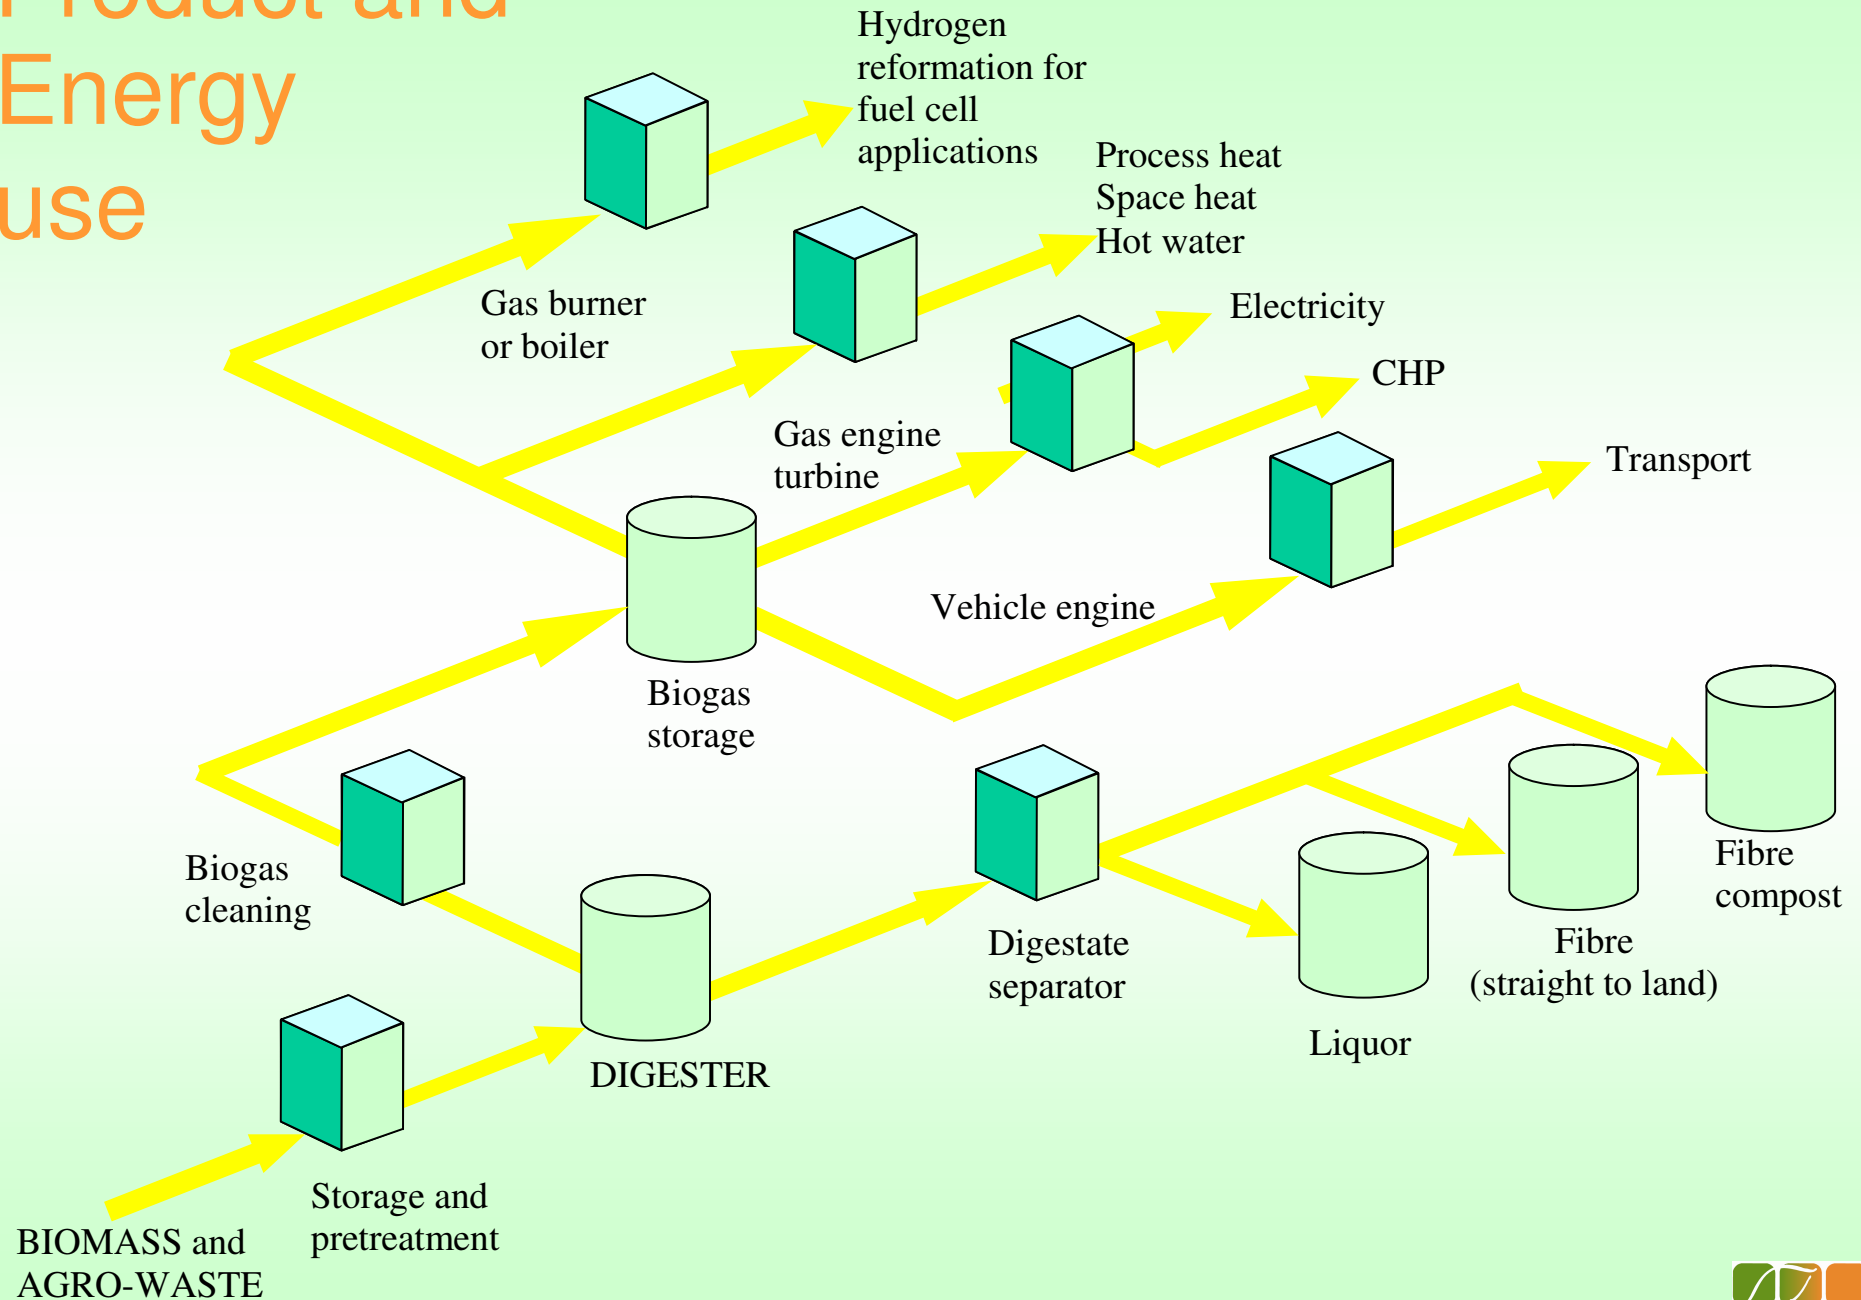 Product and
Energy
use
Hydrogen
reformation for
fuel cell
applications
Process heat
Space heat
Hot water
Gas burner
or boiler
Electricity
CHP
Gas engine
turbine
Transport
Vehicle engine
Biogas
storage
Biogas
cleaning
Digestate
separator
Fibre
compost
Fibre
(straight to land)
Liquor
DIGESTER
Storage and
pretreatment
BIOMASS and
AGRO-WASTE